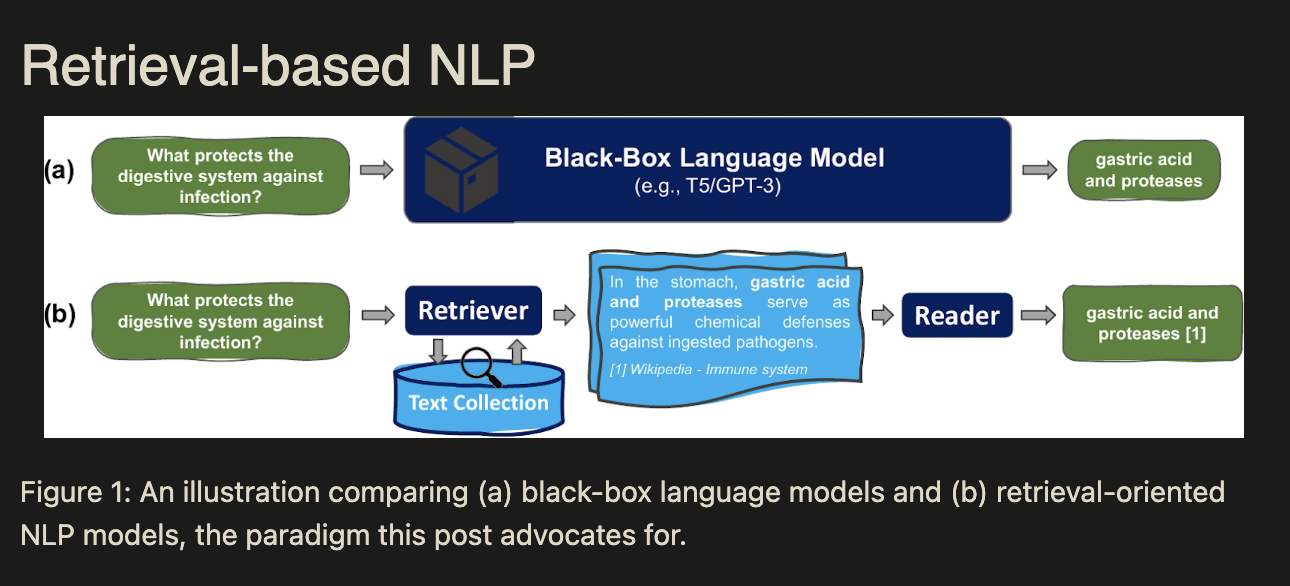 Retrieval-based NLP
(a)
What protects the
digestive system against
infection?
Black-Box Language Model
(e.g., T5/GPT-3)
gastric acid
and proteases
(b)
What protects the
digestive system against
infection?
Retriever
Text Collection
In the stomach, gastric acid
and proteases serve as
powerful chemical defenses
against ingested pathogens.
[1] Wikipedia - Immune system
Reader
gastric acid and
proteases [1]
Figure 1: An illustration comparing (a) black-box language models and (b) retrieval-oriented
NLP models, the paradigm this post advocates for.